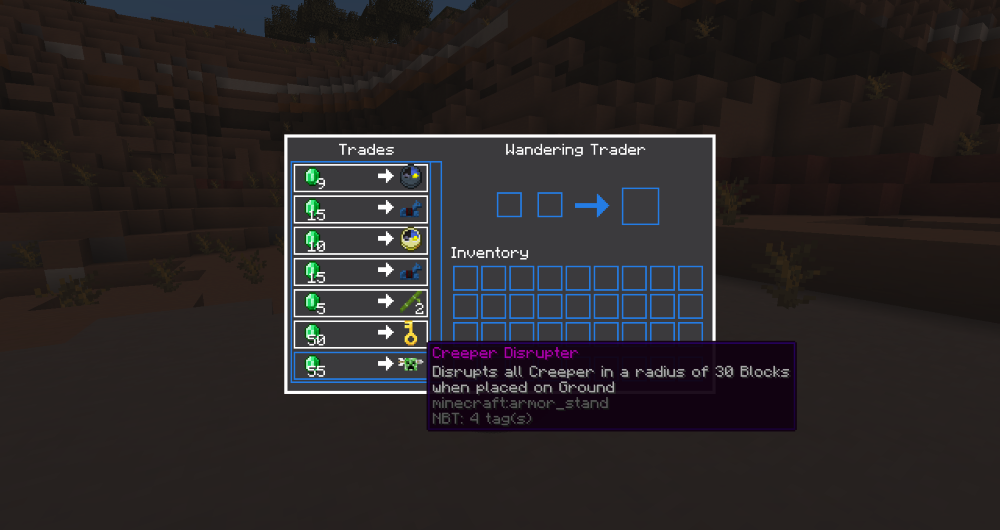 Trades
Wandering Trader
9
15
10
15
5
2
50
55
Inventory
Creeper Disrupter
Disrupts all Creeper in a radius of 30 Blocks
when placed on Ground
minecraft:armor_stand
NBT: 4 tag(s)